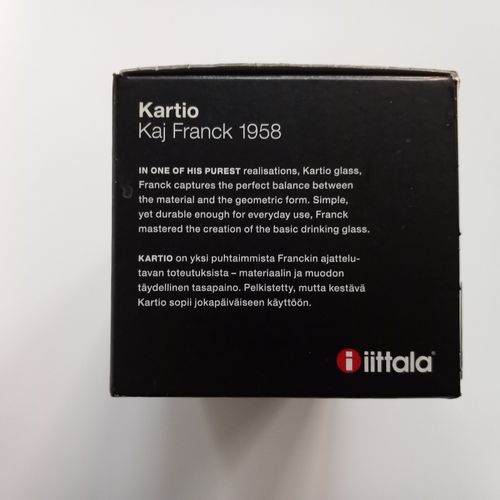 Kartio
Kaj Franck 1958
IN ONE OF HIS PUREST realisations, Kartio glass,
Franck captures the perfect balance between
the material and the geometric form. Simple,
yet durable enough for everyday use, Franck
mastered the creation of the basic drinking glass.
KARTIO on yksi puhtaimmista Franckin ajattelu-
tavan toteutuksista – materiaalin ja muodon
täydellinen tasapaino. Pelkistetty, mutta kestävä
Kartio sopii jokapäiväiseen käyttöön.
i iittala®